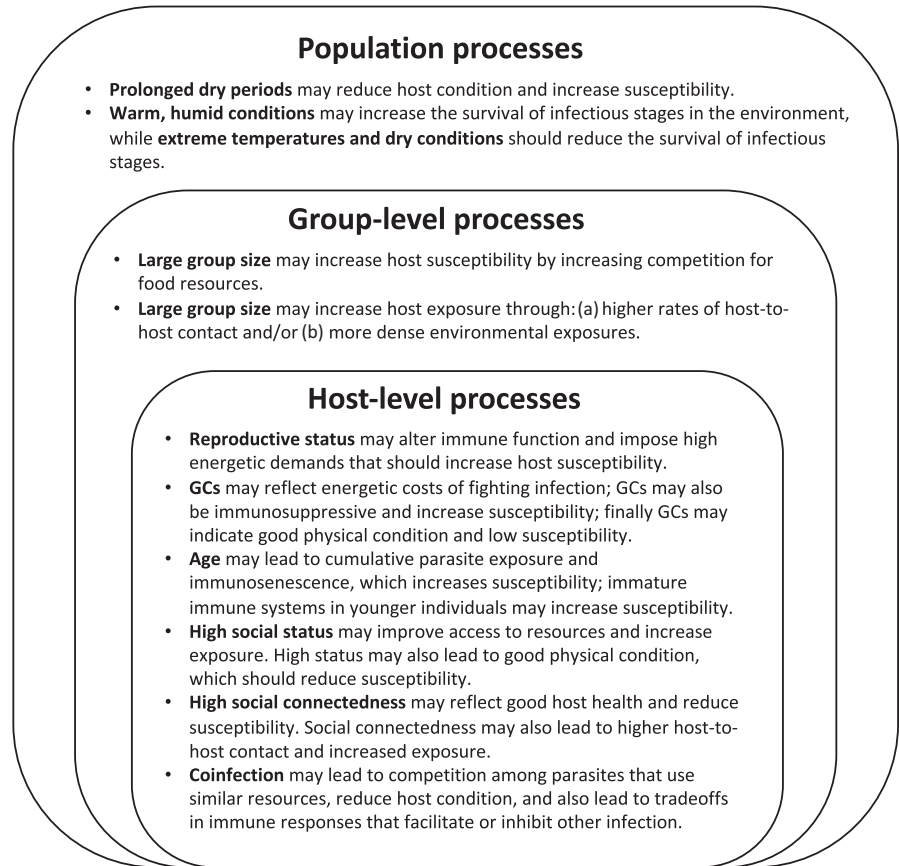 Population processes
• Prolonged dry periods may reduce host condition and increase susceptibility.
• Warm, humid conditions may increase the survival of infectious stages in the environment,
while extreme temperatures and dry conditions should reduce the survival of infectious
stages.
Group-level processes
• Large group size may increase host susceptibility by increasing competition for
food resources.
• Large group size may increase host exposure through: (a) higher rates of host-to-
host contact and/or (b) more dense environmental exposures.
Host-level processes
• Reproductive status may alter immune function and impose high
energetic demands that should increase host susceptibility.
• GCs may reflect energetic costs of fighting infection; GCs may also
be immunosuppressive and increase susceptibility; finally GCs may
indicate good physical condition and low susceptibility.
• Age may lead to cumulative parasite exposure and
immunosenescence, which increases susceptibility; immature
immune systems in younger individuals may increase susceptibility.
• High social status may improve access to resources and increase
exposure. High status may also lead to good physical condition,
which should reduce susceptibility.
• High social connectedness may reflect good host health and reduce
susceptibility. Social connectedness may also lead to higher host-to-
host contact and increased exposure.
• Coinfection may lead to competition among parasites that use
similar resources, reduce host condition, and also lead to tradeoffs
in immune responses that facilitate or inhibit other infection.